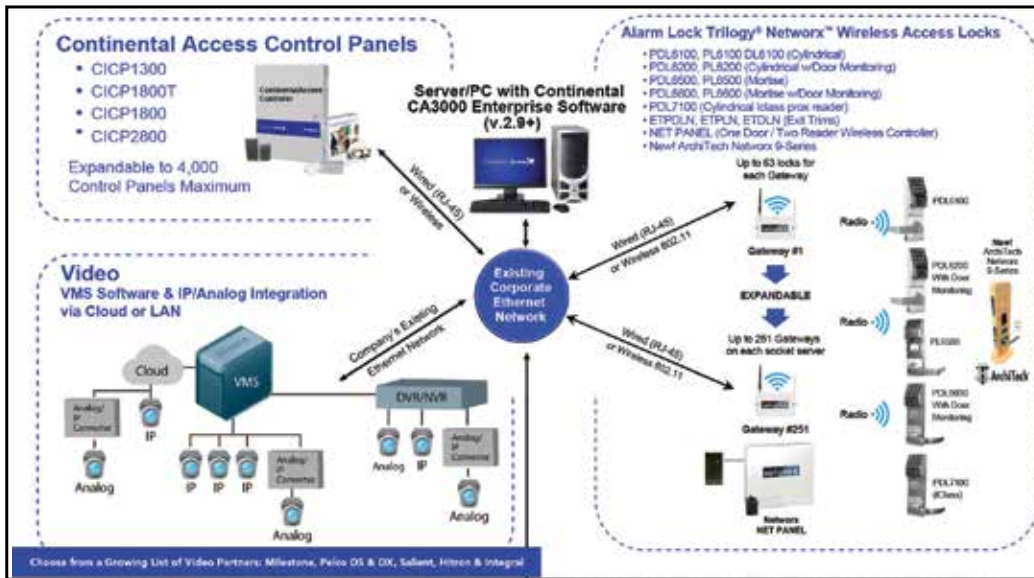 Continental Access Control Panels
• CICP1300
• CICP1800T
• CICP1800
• CICP2800
Expandable to 4,000
Control Panels Maximum
Server/PC with Continental
CA3000 Enterprise Software
(v.2.9+)
Alarm Lock Trilogy® Networx™ Wireless Access Locks
• PDL6100, PL6100 DL6100 (Cylindrical)
• PDL6200, PL6200 (Cylindrical w/Door Monitoring)
• PDL6500, PL6500 (Mortise)
• PDL6600, PL6600 (Mortise w/Door Monitoring)
• PDL7100 (Cylindrical iclass prox reader)
• ETPDLN, ETPLN, ETDLN (Exit Trims)
• NET PANEL (One Door / Two Reader Wireless Controller)
• New! ArchiTech Networx 9-Series
Wired (RJ-45)
or Wireless
Existing
Corporate
Ethernet
Network
Wired (RJ-45)
or Wireless 802.11
Up to 63 locks for
each Gateway
Gateway #1
EXPANDABLE
Up to 251 Gateways
on each socket server
Wired (RJ-45)
or Wireless 802.11
Gateway #251
Networx
NET PANEL
Radio
PDL6100
PDL6200
With Door
Monitoring
Radio
PL6200
Radio
PDL6600
With Door
Monitoring
PDL7100
(iClass)
New!
ArchiTech
Networx
9-Series
ArchiTech
Video
VMS Software & IP/Analog Integration
via Cloud or LAN
Company's Existing
Ethernet Network
Cloud
VMS
DVR/NVR
Analog/
IP
Converter
IP
Analog
IP
IP
IP
Analog/
IP
Converter
Analog
Analog
IP
Analog/
IP
Converter
Analog
Choose from a Growing List of Video Partners: Milestone, Pelco DS & DX, Salient, Hitron & Integral